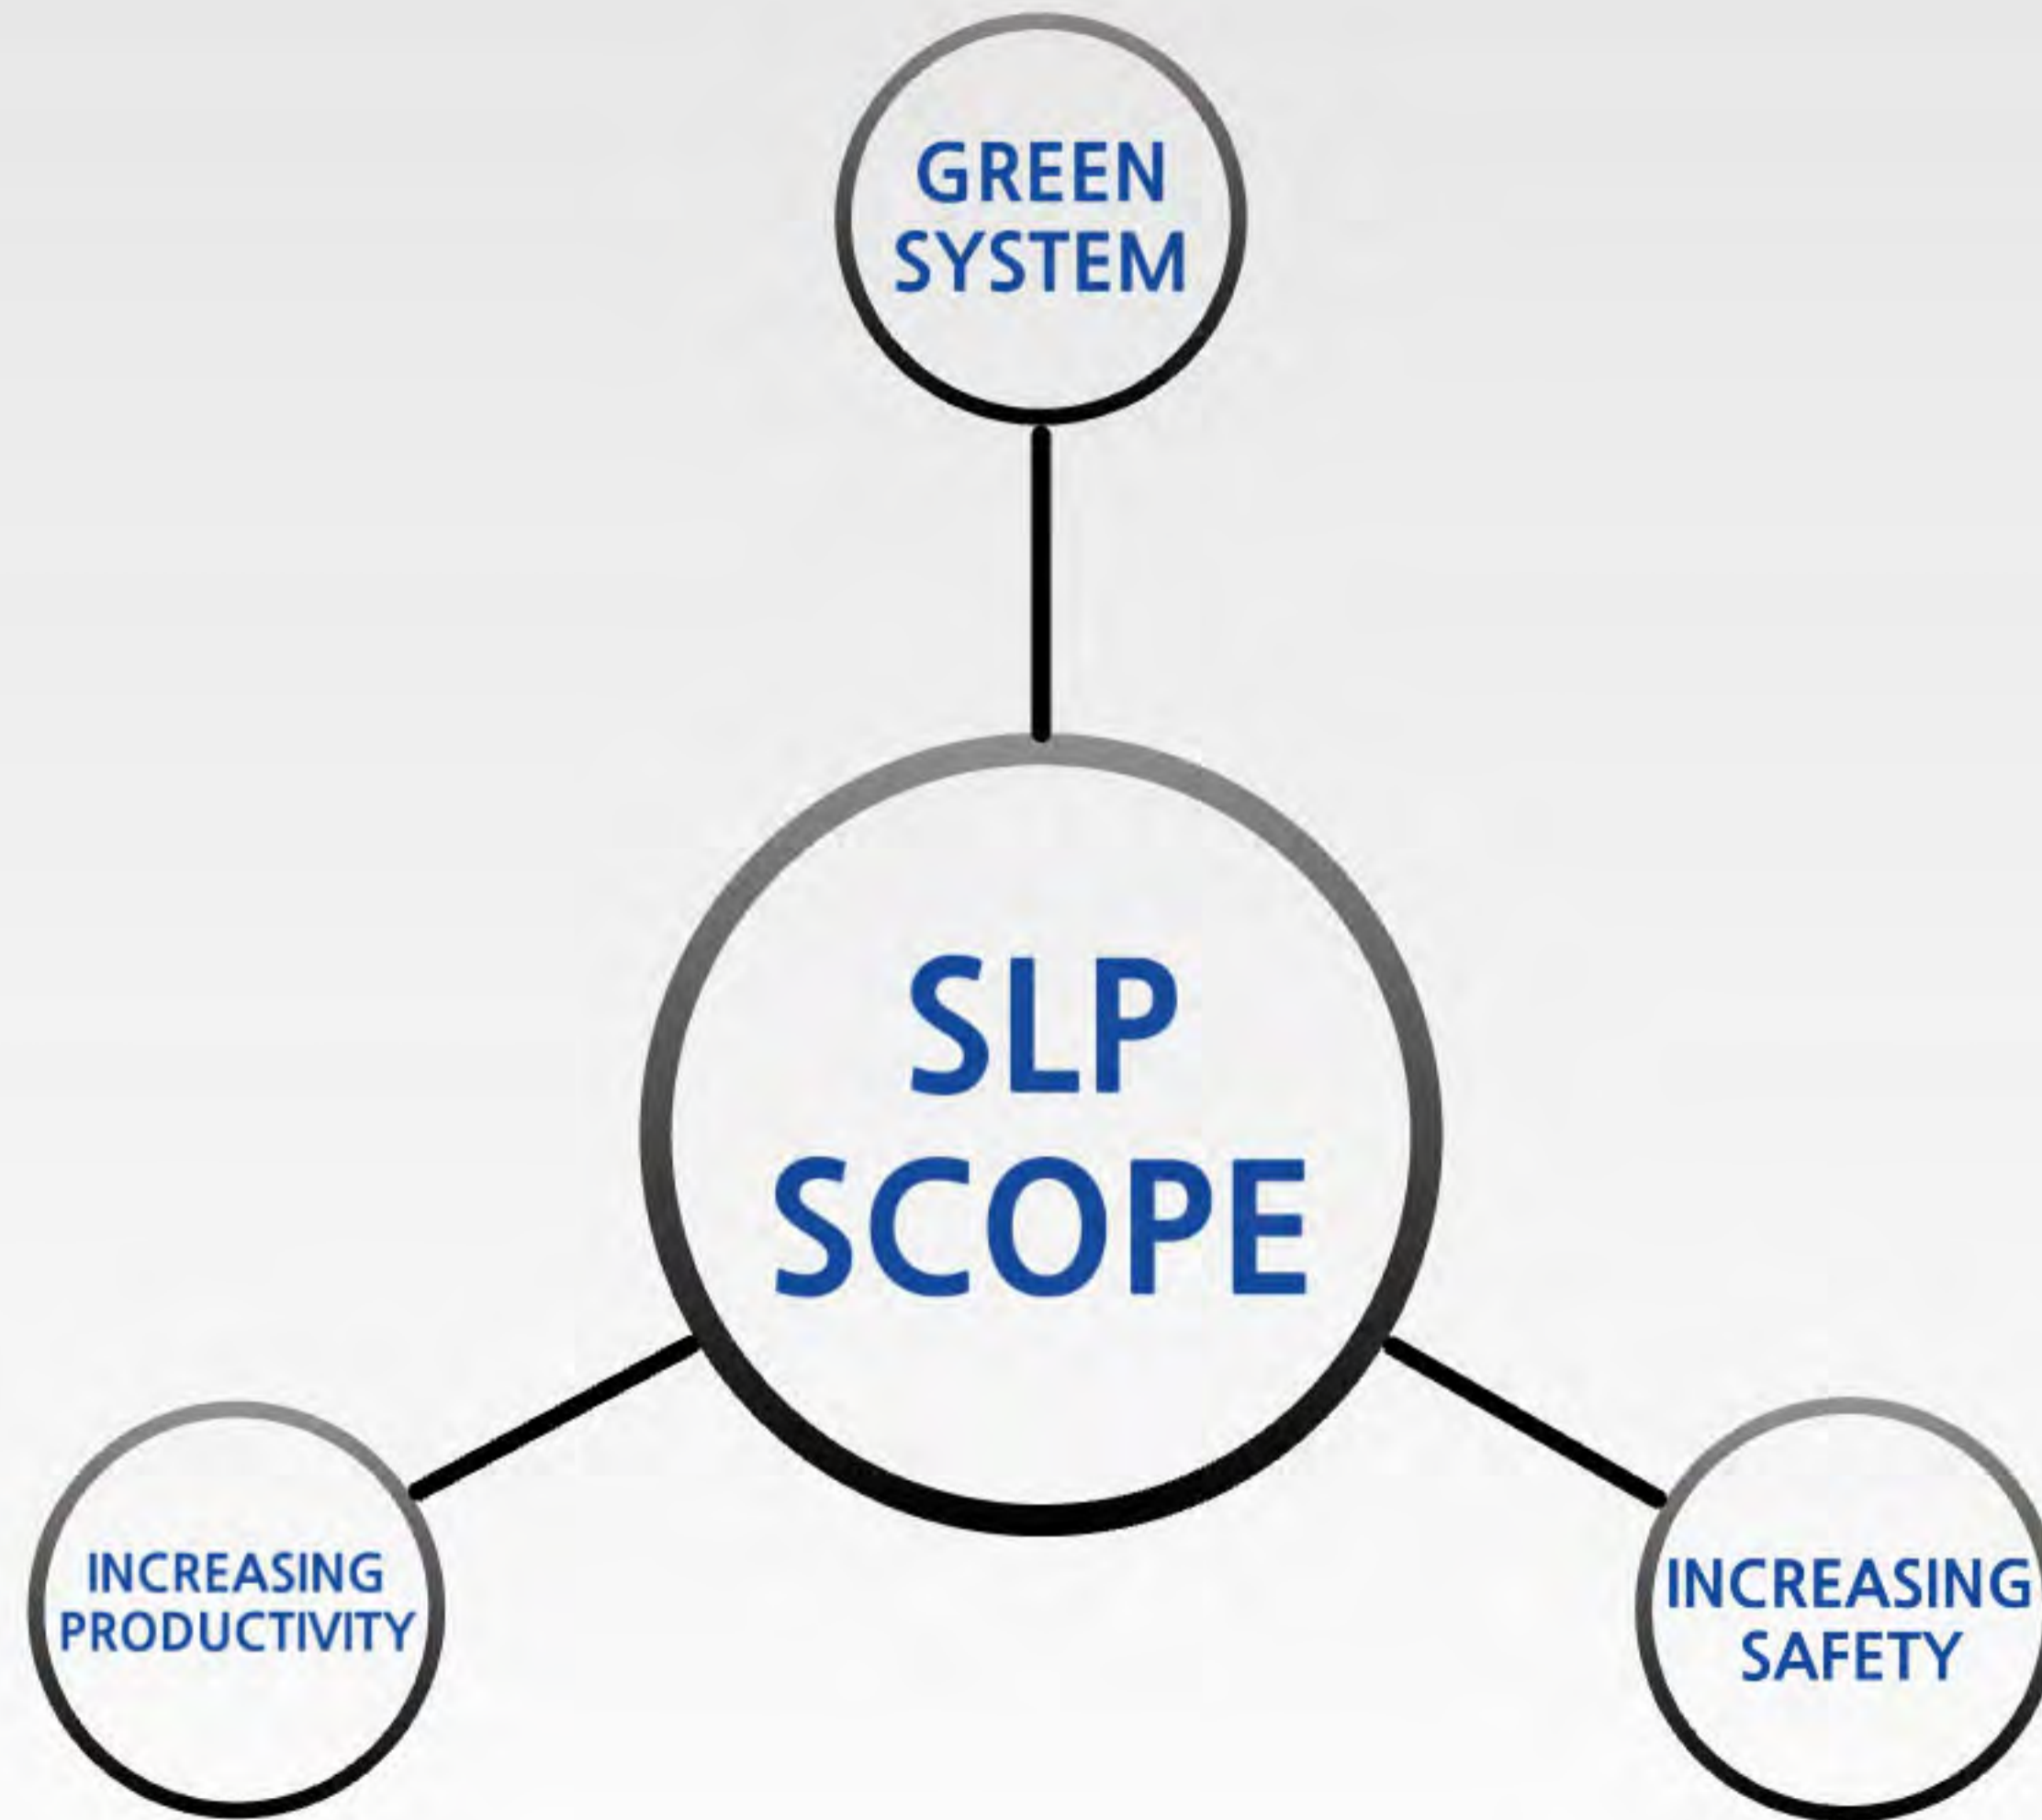 GREEN
SYSTEM
SLP
SCOPE
INCREASING
PRODUCTIVITY
INCREASING
SAFETY